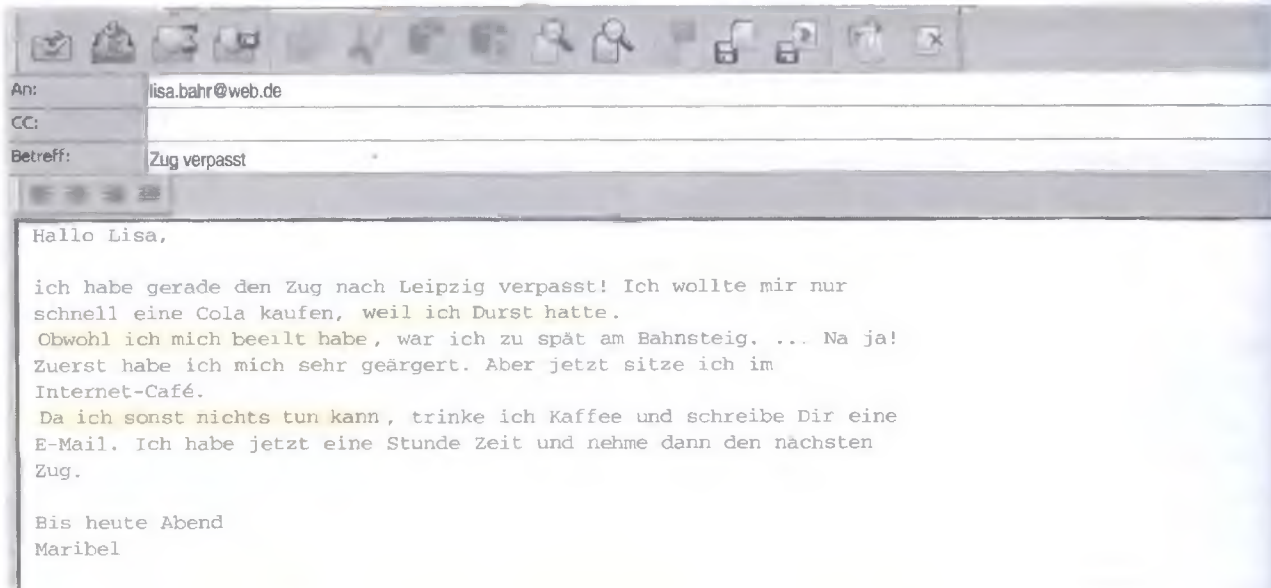 An: lisa.bahr@web.de
CC:
Betreff: Zug verpasst
Hallo Lisa,
ich habe gerade den Zug nach Leipzig verpasst! Ich wollte mir nur
schnell eine Cola kaufen, weil ich Durst hatte.
Obwohl ich mich beeilt habe, war ich zu spät am Bahnsteig. ... Na ja!
Zuerst habe ich mich sehr geärgert. Aber jetzt sitze ich im
Internet-Café.
Da ich sonst nichts tun kann, trinke ich Kaffee und schreibe Dir eine
E-Mail. Ich habe jetzt eine Stunde Zeit und nehme dann den nächsten
Zug.
Bis heute Abend
Maribel